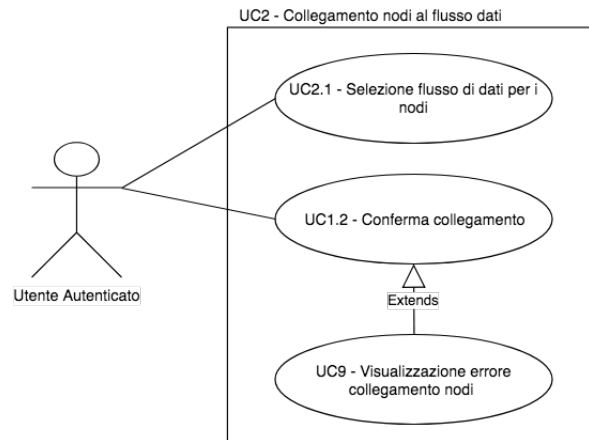 UC2 - Collegamento nodi al flusso dati
UC2.1 - Selezione flusso di dati per i
nodi
UC1.2 - Conferma collegamento
Utente Autenticato
Extends
UC9 - Visualizzazione errore
collegamento nodi